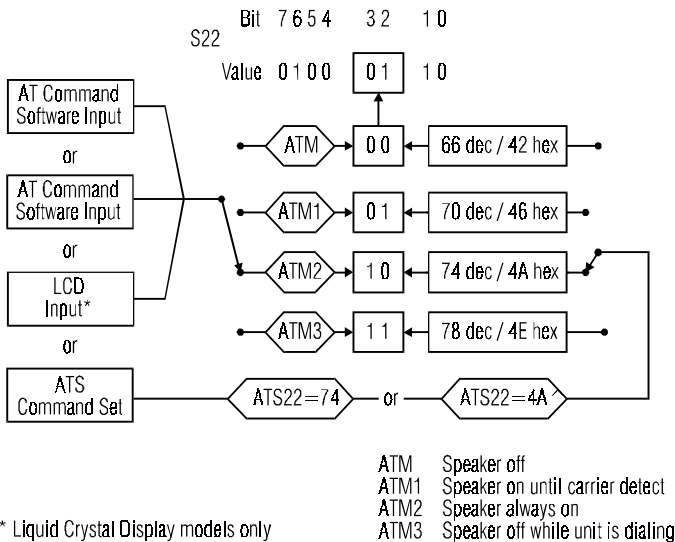 Bit 7 6 5 4 3 2 1 0
S22
Value 0 1 0 0 0 1 1 0
AT Command
Software Input
or
AT Command
Software Input
or
LCD
Input*
or
ATS
Command Set
ATM 0 0 66 dec / 42 hex
ATM1 0 1 70 dec / 46 hex
ATM2 1 0 74 dec / 4A hex
ATM3 1 1 78 dec / 4E hex
ATS22=74 or ATS22=4A
ATM Speaker off
ATM1 Speaker on until carrier detect
ATM2 Speaker always on
ATM3 Speaker off while unit is dialing
* Liquid Crystal Display models only